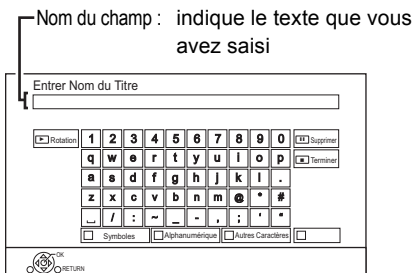 Nom du champ : indique le texte que vous
avez saisi
Entrer Nom du Titre
Rotation 1 2 3 4 5 6 7 8 9 0 Supprimer
q w e r t y u i o p Terminer
a s d f g h j k l .
z x c v b n m @ * #
⎵ / : ~ _ - , ; ' "
Symboles Alphanumérique Autres Caractères
OK
RETURN